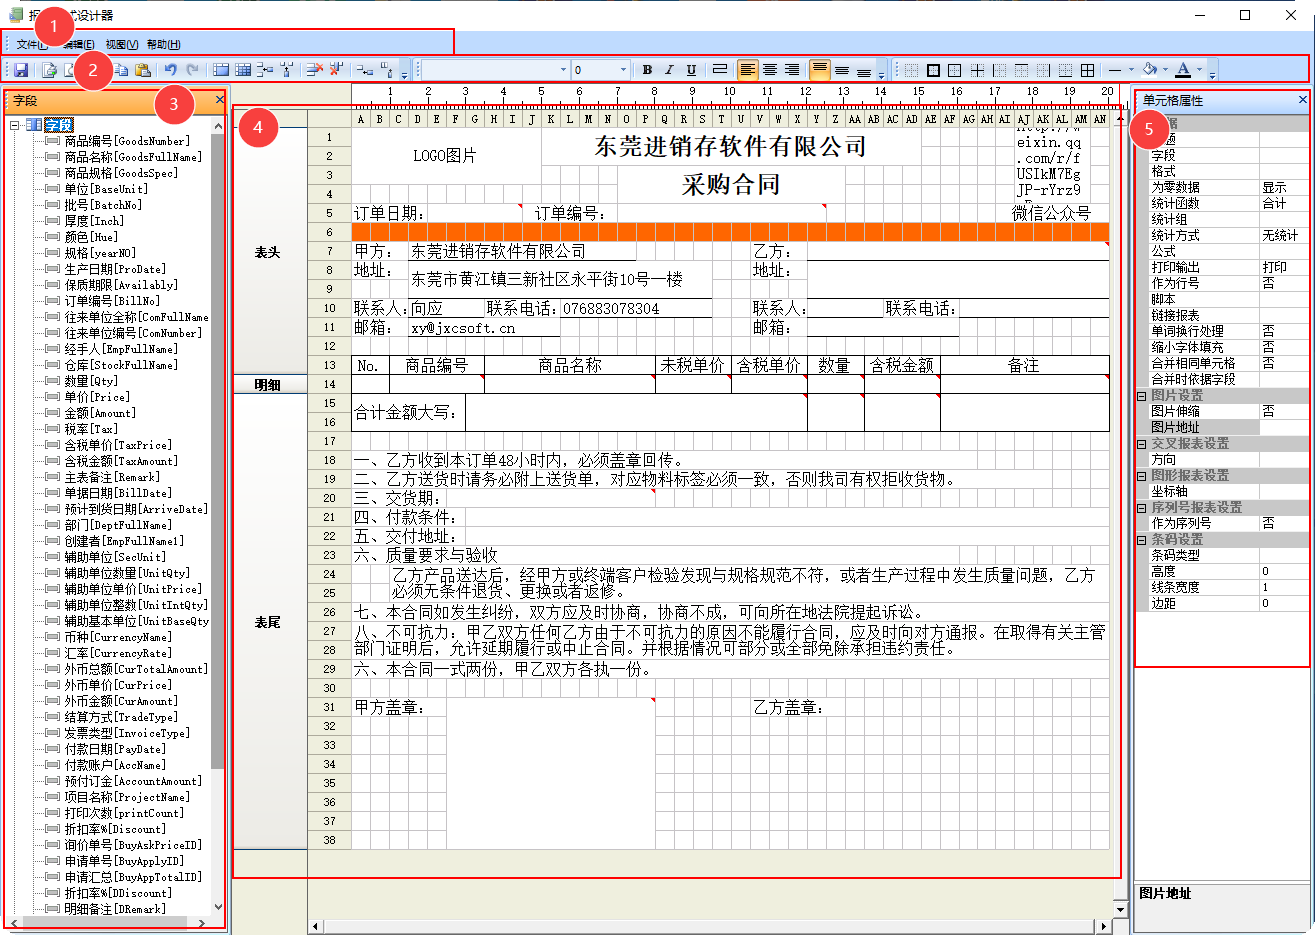 报 式设计器
1
文件( 编辑(E) 视图(V) 帮助(H)
2
0
B I U
A
字段
3
字段
商品编号[GoodsNumber]
商品名称[GoodsFullName]
商品规格[GoodsSpec]
单位[BaseUnit]
批号[BatchNo]
厚度[Inch]
颜色[Hue]
规格[yearNO]
生产日期[ProDate]
保质期限[Availably]
订单编号[BillNo]
往来单位全称[ComFullName
往来单位编号[ComNumber]
经手人[EmpFullName]
仓库[StockFullName]
数量[Qty]
单价[Price]
金额[Amount]
税率[Tax]
含税单价[TaxPrice]
含税金额[TaxAmount]
主表备注[Remark]
单据日期[BillDate]
预计到货日期[ArriveDate]
部门[DeptFullName]
创建者[EmpFullName1]
辅助单位[SecUnit]
辅助单位数量[UnitQty]
辅助单位单价[UnitPrice]
辅助单位整数[UnitIntQty]
辅助基本单位[UnitBaseQty
币种[CurrencyName]
汇率[CurrencyRate]
外币总额[CurTotalAmount]
外币单价[CurPrice]
外币金额[CurAmount]
结算方式[TradeType]
发票类型[InvoiceType]
付款日期[PayDate]
付款账户[AccName]
预付订金[AccountAmount]
项目名称[ProjectName]
打印次数[printCount]
折扣率%[Discount]
询价单号[BuyAskPriceID]
申请单号[BuyApplyID]
申请汇总[BuyAppTotalID]
折扣率%[DDiscount]
明细备注[DRemark]
4
1 2 3 4 5 6 7 8 9 10 11 12 13 14 15 16 17 18 19 20
A B C D E F G H I J K L M N O P Q R S T U V W X Y Z AA AB AC AD AE AF AG AH AI AJ AK AL AM AN
表头
明细
表尾
1
2 LOGO图片 东莞进销存软件有限公司
3 采购合同
4
http://w
eixin.qq
.com/r/f
USIkM7Eg
JP-rYrz9
5 订单日期: 订单编号: 微信公众号
6
7 甲方: 东莞进销存软件有限公司 乙方:
8 地址: 东莞市黄江镇三新社区永平街10号一楼 地址:
9
10 联系人: 向应 联系电话: 076883078304 联系人: 联系电话:
11 邮箱: xy@jxcsoft.cn 邮箱:
12
13 No. 商品编号 商品名称 未税单价 含税单价 数量 含税金额 备注
14
15 合计金额大写:
16
17
18 一、乙方收到本订单48小时内，必须盖章回传。
19 二、乙方送货时请务必附上送货单，对应物料标签必须一致，否则我司有权拒收货物。
20 三、交货期:
21 四、付款条件:
22 五、交付地址:
23 六、质量要求与验收
24 乙方产品送达后，经甲方或终端客户检验发现与规格规范不符，或者生产过程中发生质量问题，乙方
25 必须无条件退货、更换或者返修。
26 七、本合同如发生纠纷，双方应及时协商，协商不成，可向所在地法院提起诉讼。
27 八、不可抗力: 甲乙双方任何乙方由于不可抗力的原因不能履行合同，应及时向对方通报。在取得有关主管
28 部门证明后，允许延期履行或中止合同。并根据情况可部分或全部免除承担违约责任。
29 六、本合同一式两份，甲乙双方各执一份。
30
31 甲方盖章: 乙方盖章:
32
33
34
35
36
37
38
单元格属性
5
字段
格式
为零数据 显示
统计函数 合计
统计组
统计方式 无统计
公式
打印输出 打印
作为行号 否
脚本
链接报表
单词换行处理 否
缩小字体填充 否
合并相同单元格 否
合并时依据字段
图片设置
图片伸缩 否
图片地址
交叉报表设置
方向
图形报表设置
坐标轴
序列号报表设置
作为序列号 否
条码设置
条码类型
高度 0
线条宽度 1
边距 0
图片地址